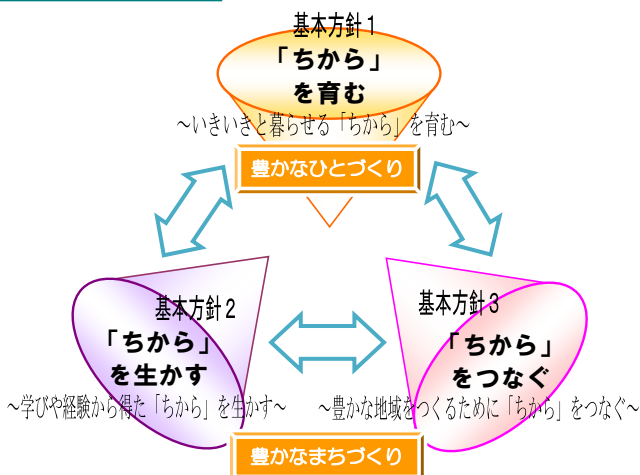 基本方針１
「ちから」
を育む
～いきいきと暮らせる「ちから」を育む～
豊かなひとづくり
基本方針２
「ちから」
を生かす
～学びや経験から得た「ちから」を生かす～
基本方針３
「ちから」
をつなぐ
～豊かな地域をつくるために「ちから」をつなぐ～
豊かなまちづくり